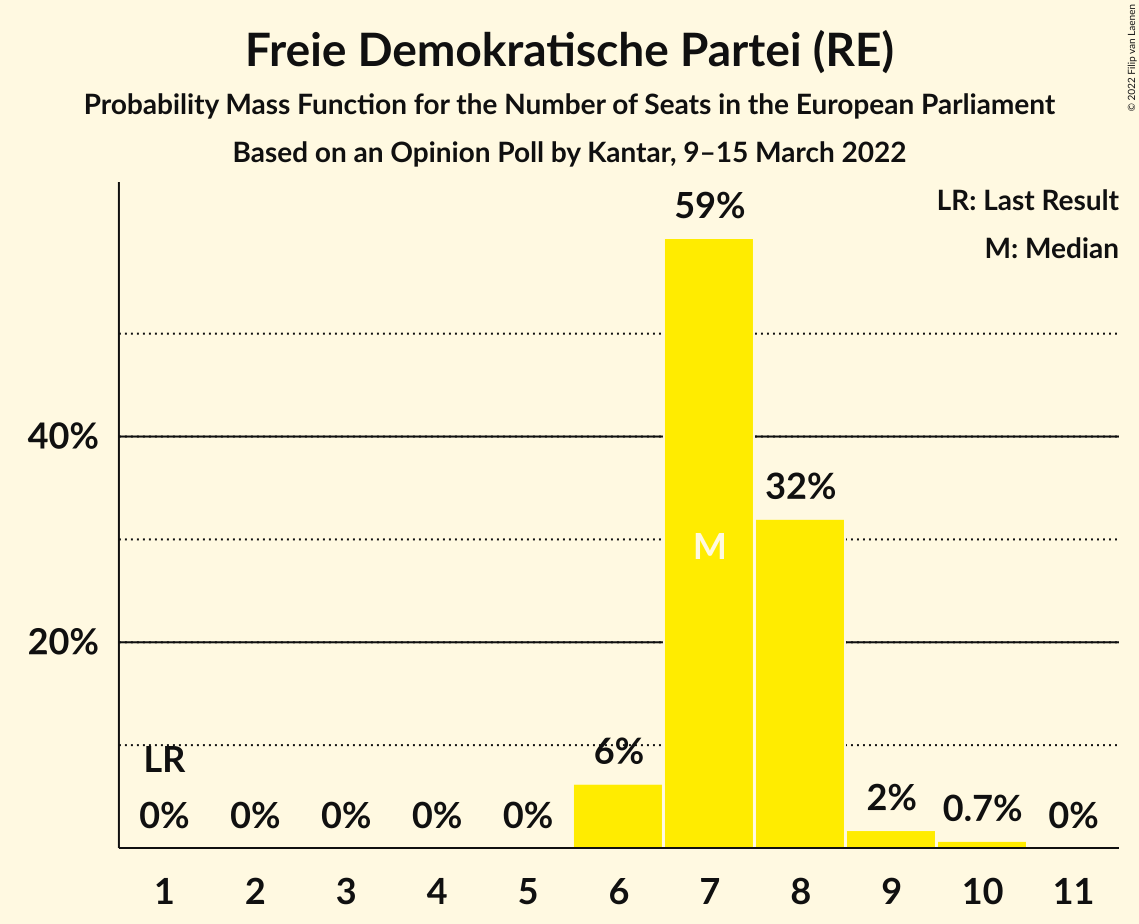 Freie Demokratische Partei (RE)
Probability Mass Function for the Number of Seats in the European Parliament
Based on an Opinion Poll by Kantar, 9–15 March 2022
© 2022 Filip van Laenen
LR: Last Result
M: Median
59%
40%
32%
M
20%
LR
6%
0% 0% 0% 0% 0% 2% 0.7% 0%
1 2 3 4 5 6 7 8 9 10 11